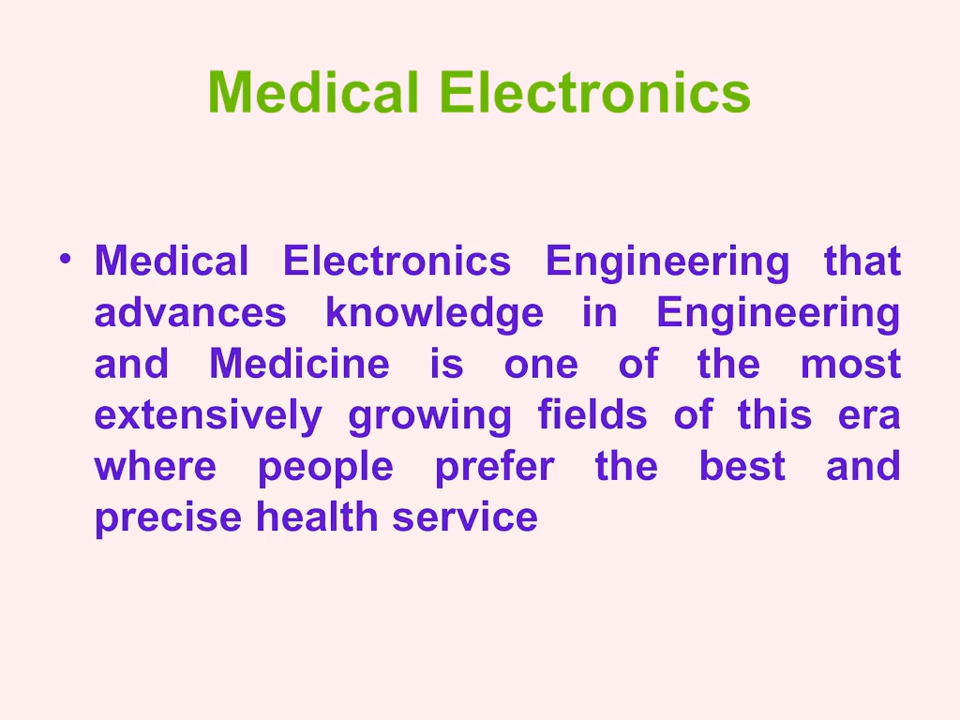 Medical Electronics
• Medical Electronics Engineering that
advances knowledge in Engineering
and Medicine is one of the most
extensively growing fields of this era
where people prefer the best and
precise health service